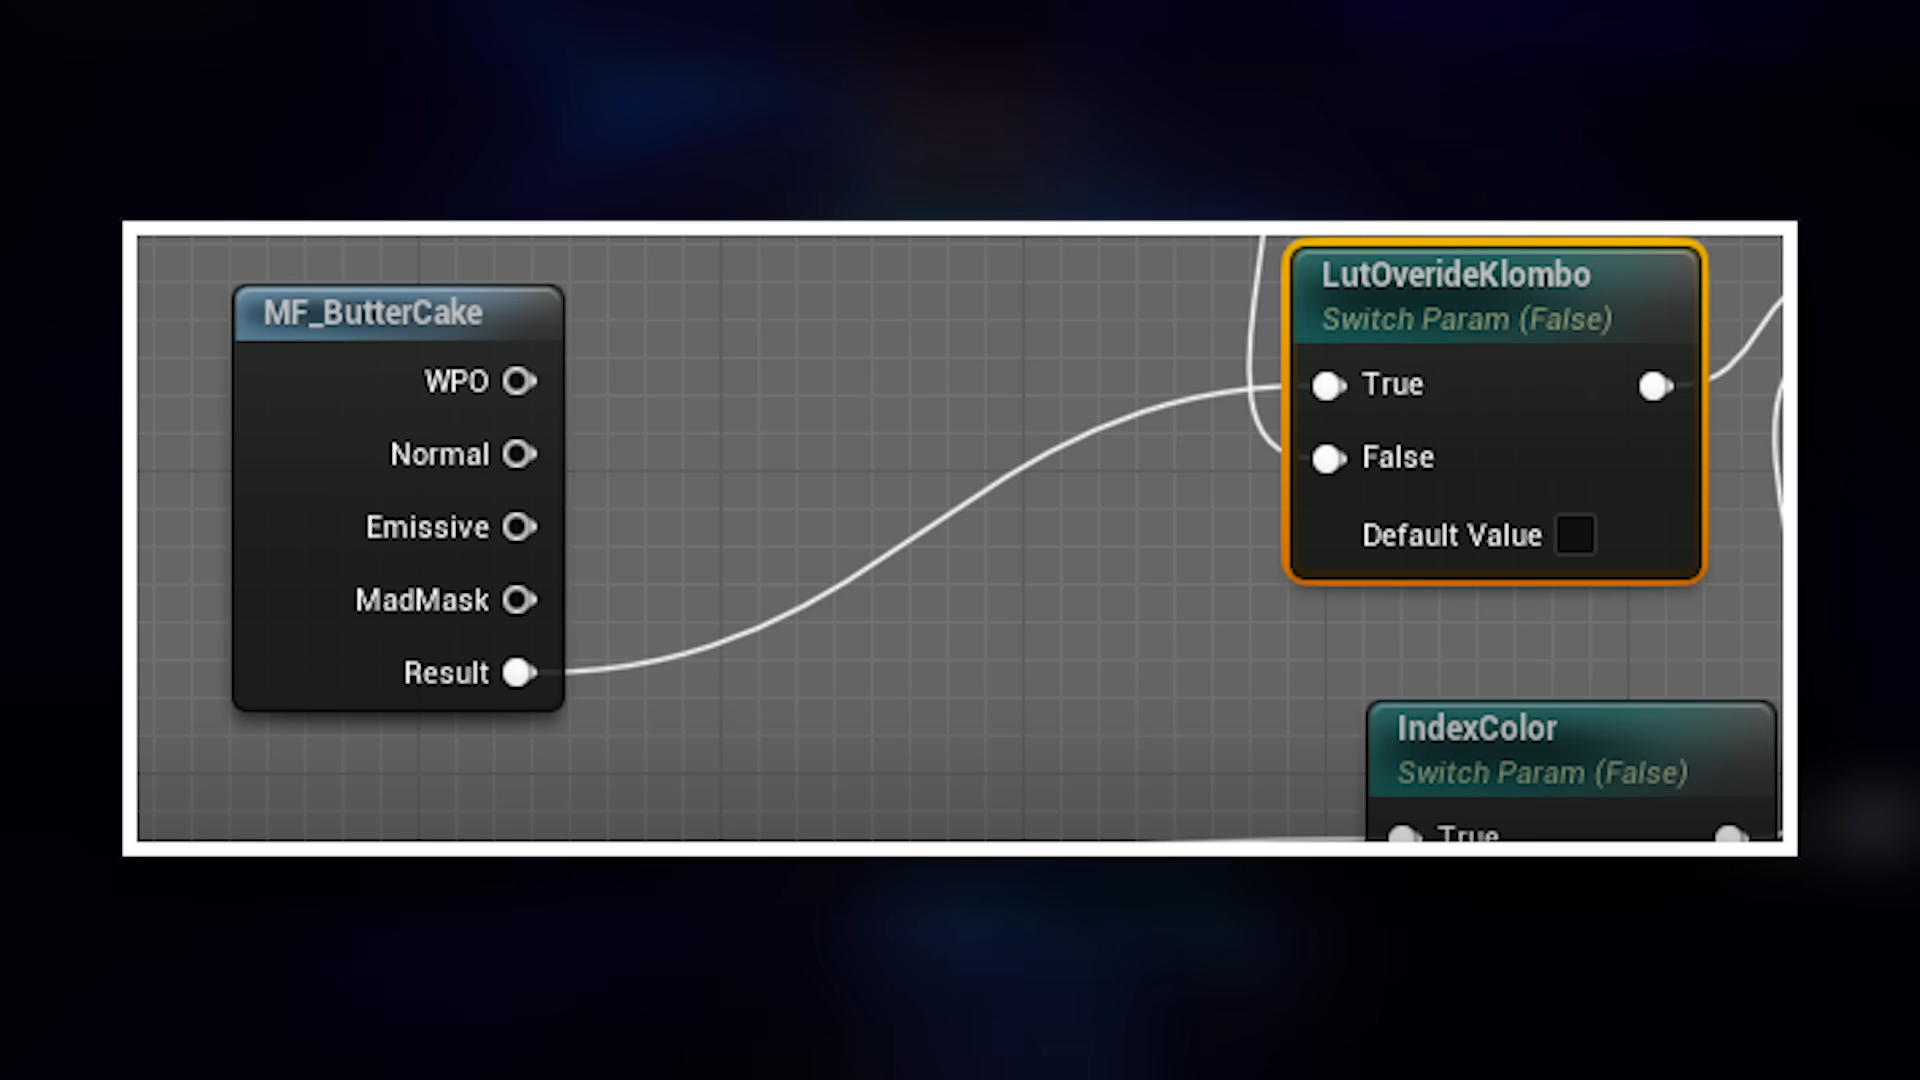 MF_ButterCake
WPO
Normal
Emissive
MadMask
Result
LutOverideKlombo
Switch Param (False)
True
False
Default Value
IndexColor
Switch Param (False)
True